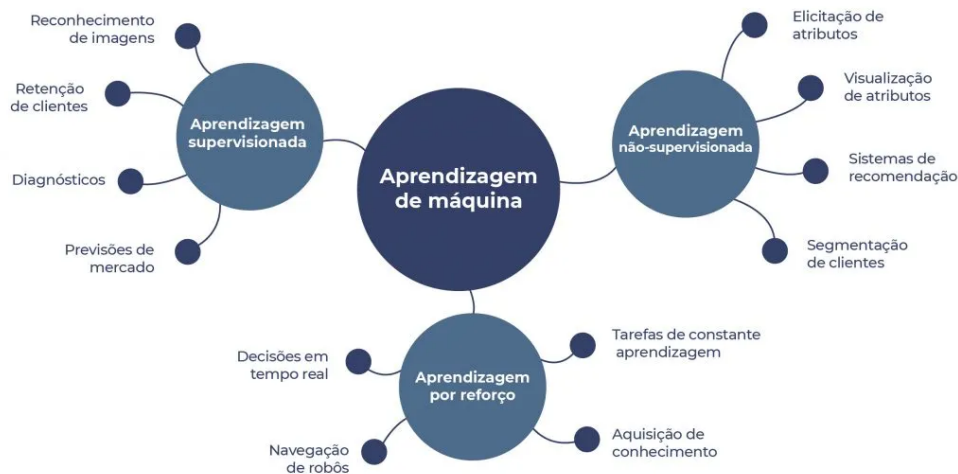 Aprendizagem
de máquina
Aprendizagem
supervisionada
Reconhecimento
de imagens
Retenção
de clientes
Diagnósticos
Previsões de
mercado
Aprendizagem
não-supervisionada
Elicitação de
atributos
Visualização
de atributos
Sistemas de
recomendação
Segmentação
de clientes
Aprendizagem
por reforço
Decisões em
tempo real
Navegação
de robôs
Tarefas de constante
aprendizagem
Aquisição de
conhecimento